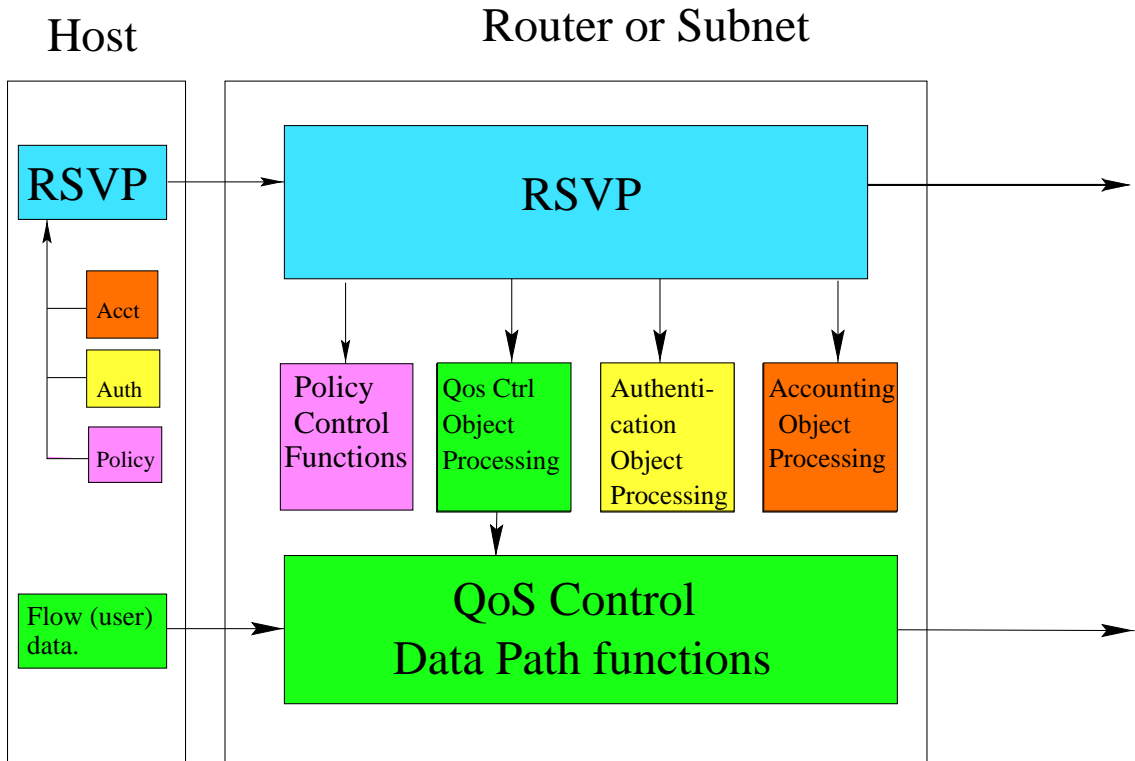 Host
Router or Subnet
RSVP
Acct
Auth
Policy
Flow (user)
data.
RSVP
Policy
Control
Functions
Qos Ctrl
Object
Processing
Authenti-
cation
Object
Processing
Accounting
Object
Processing
QoS Control
Data Path functions